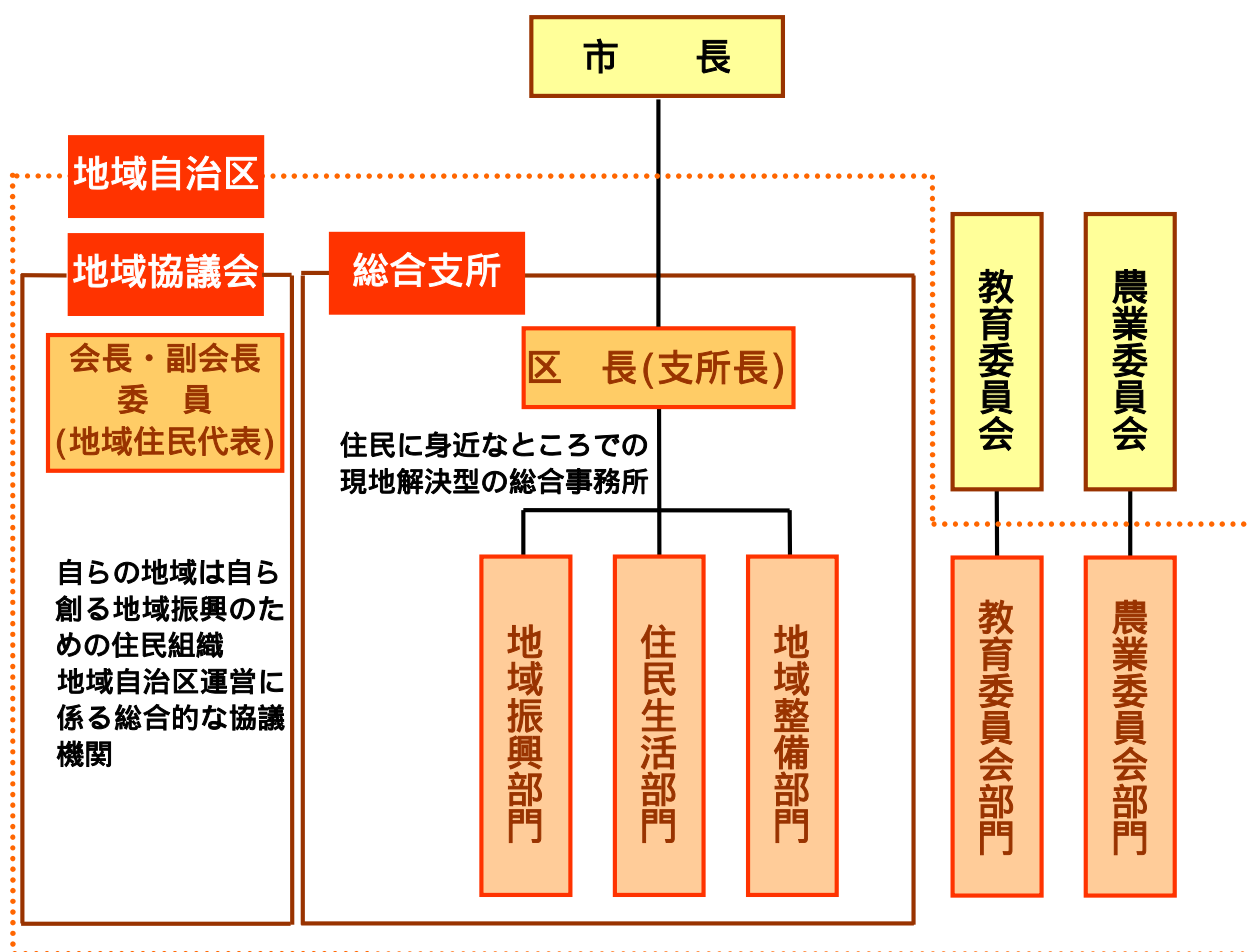 市　　長
地域自治区
地域協議会
総合支所
会長・副会長
委　員
(地域住民代表)
区　長(支所長)
住民に身近なところでの
現地解決型の総合事務所
自らの地域は自ら
創る地域振興のた
めの住民組織
地域自治区運営に
係る総合的な協議
機関
教育委員会
農業委員会
地域振興部門
住民生活部門
地域整備部門
教育委員会部門
農業委員会部門